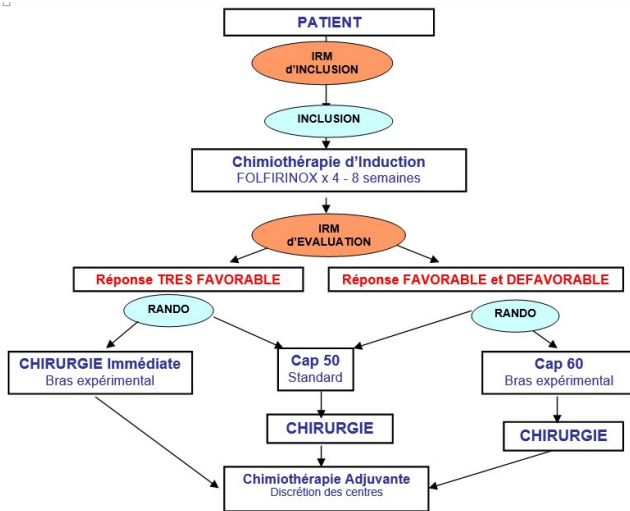 PATIENT
IRM
d'INCLUSION
INCLUSION
Chimiothérapie d'Induction
FOLFIRINOX x 4 - 8 semaines
IRM
d'EVALUATION
Réponse TRES FAVORABLE
Réponse FAVORABLE et DEFAVORABLE
RANDO
RANDO
CHIRURGIE Immédiate
Bras expérimental
Cap 50
Standard
Cap 60
Bras expérimental
CHIRURGIE
CHIRURGIE
Chimiothérapie Adjuvante
Discrétion des centres